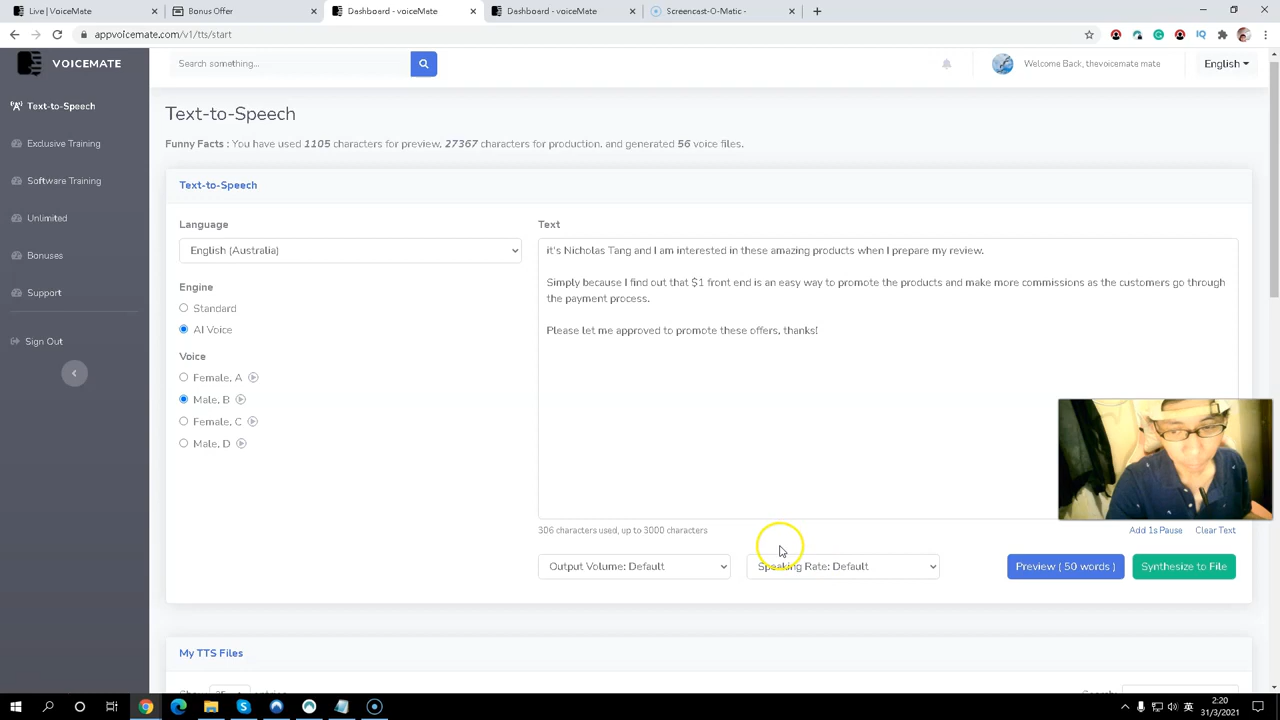 Live | VoiceMate
Bonus Offer
Dashboard - voiceMate
Dashboard - voiceMate
Screencast-O-Matic -
appvoicemate.com/v1/tts/start
VOICEMATE
Search something...
Welcome Back, thevoicemate mate
English
Text-to-Speech
Exclusive Training
Software Training
Unlimited
Bonuses
Support
Sign Out
Text-to-Speech
Funny Facts : You have used 1105 characters for preview, 27367 characters for production, and generated 56 voice files.
Text-to-Speech
Language
English (Australia)
Engine
Standard
AI Voice
Voice
Female, A
Male, B
Female, C
Male, D
Text
it's Nicholas Tang and I am interested in these amazing products when I prepare my review.
Simply because I find out that $1 front end is an easy way to promote the products and make more commissions as the customers go through
the payment process.
Please let me approved to promote these offers, thanks!
306 characters used, up to 3000 characters
Add 1s Pause
Clear Text
Output Volume: Default
Speaking Rate: Default
Preview ( 50 words )
Synthesize to File
My TTS Files
Show 25 entries
Search:
英
2:20
31/3/2021